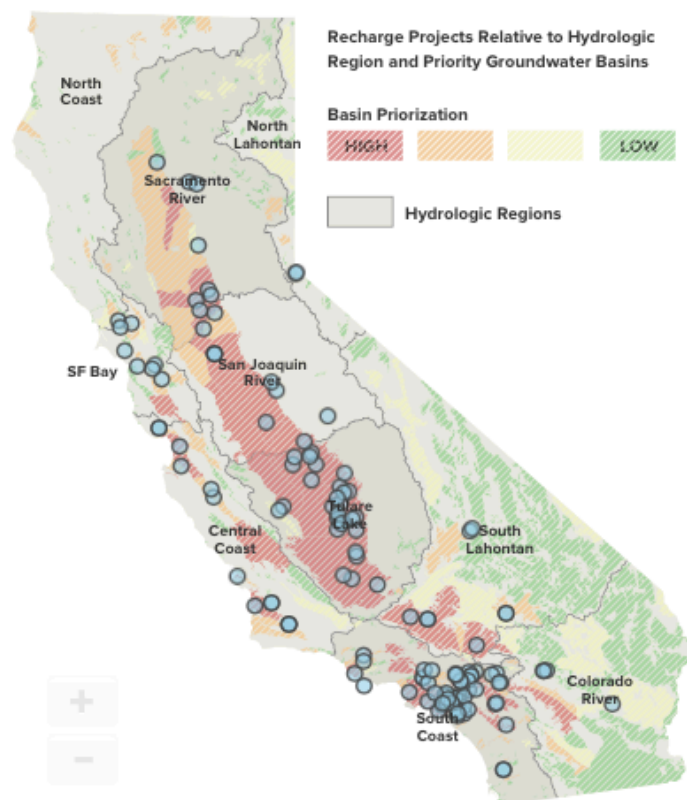 Recharge Projects Relative to Hydrologic
Region and Priority Groundwater Basins
Basin Priorization
HIGH
LOW
Hydrologic Regions
North
Coast
North
Lahontan
Sacramento
River
SF Bay
San Joaquin
River
Tulare
Lake
Central
Coast
South
Lahontan
Colorado
River
South
Coast
+
−